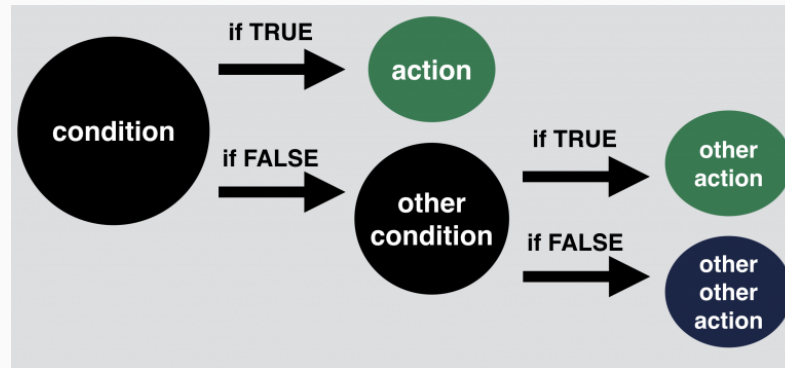 if TRUE
action
condition
if FALSE
other
condition
if TRUE
other
action
if FALSE
other
other
action